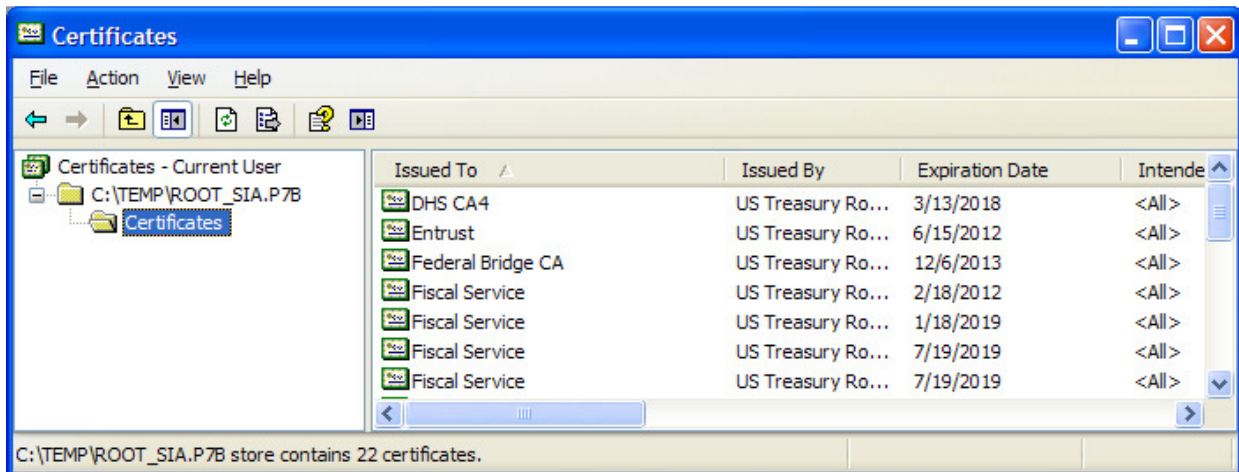 Certificates
File Action View Help
Certificates - Current User
C:\TEMP\ROOT_SIA.P7B
Certificates
Issued To Issued By Expiration Date Intende
DHS CA4 US Treasury Ro... 3/13/2018 <All>
Entrust US Treasury Ro... 6/15/2012 <All>
Federal Bridge CA US Treasury Ro... 12/6/2013 <All>
Fiscal Service US Treasury Ro... 2/18/2012 <All>
Fiscal Service US Treasury Ro... 1/18/2019 <All>
Fiscal Service US Treasury Ro... 7/19/2019 <All>
Fiscal Service US Treasury Ro... 7/19/2019 <All>
C:\TEMP\ROOT_SIA.P7B store contains 22 certificates.